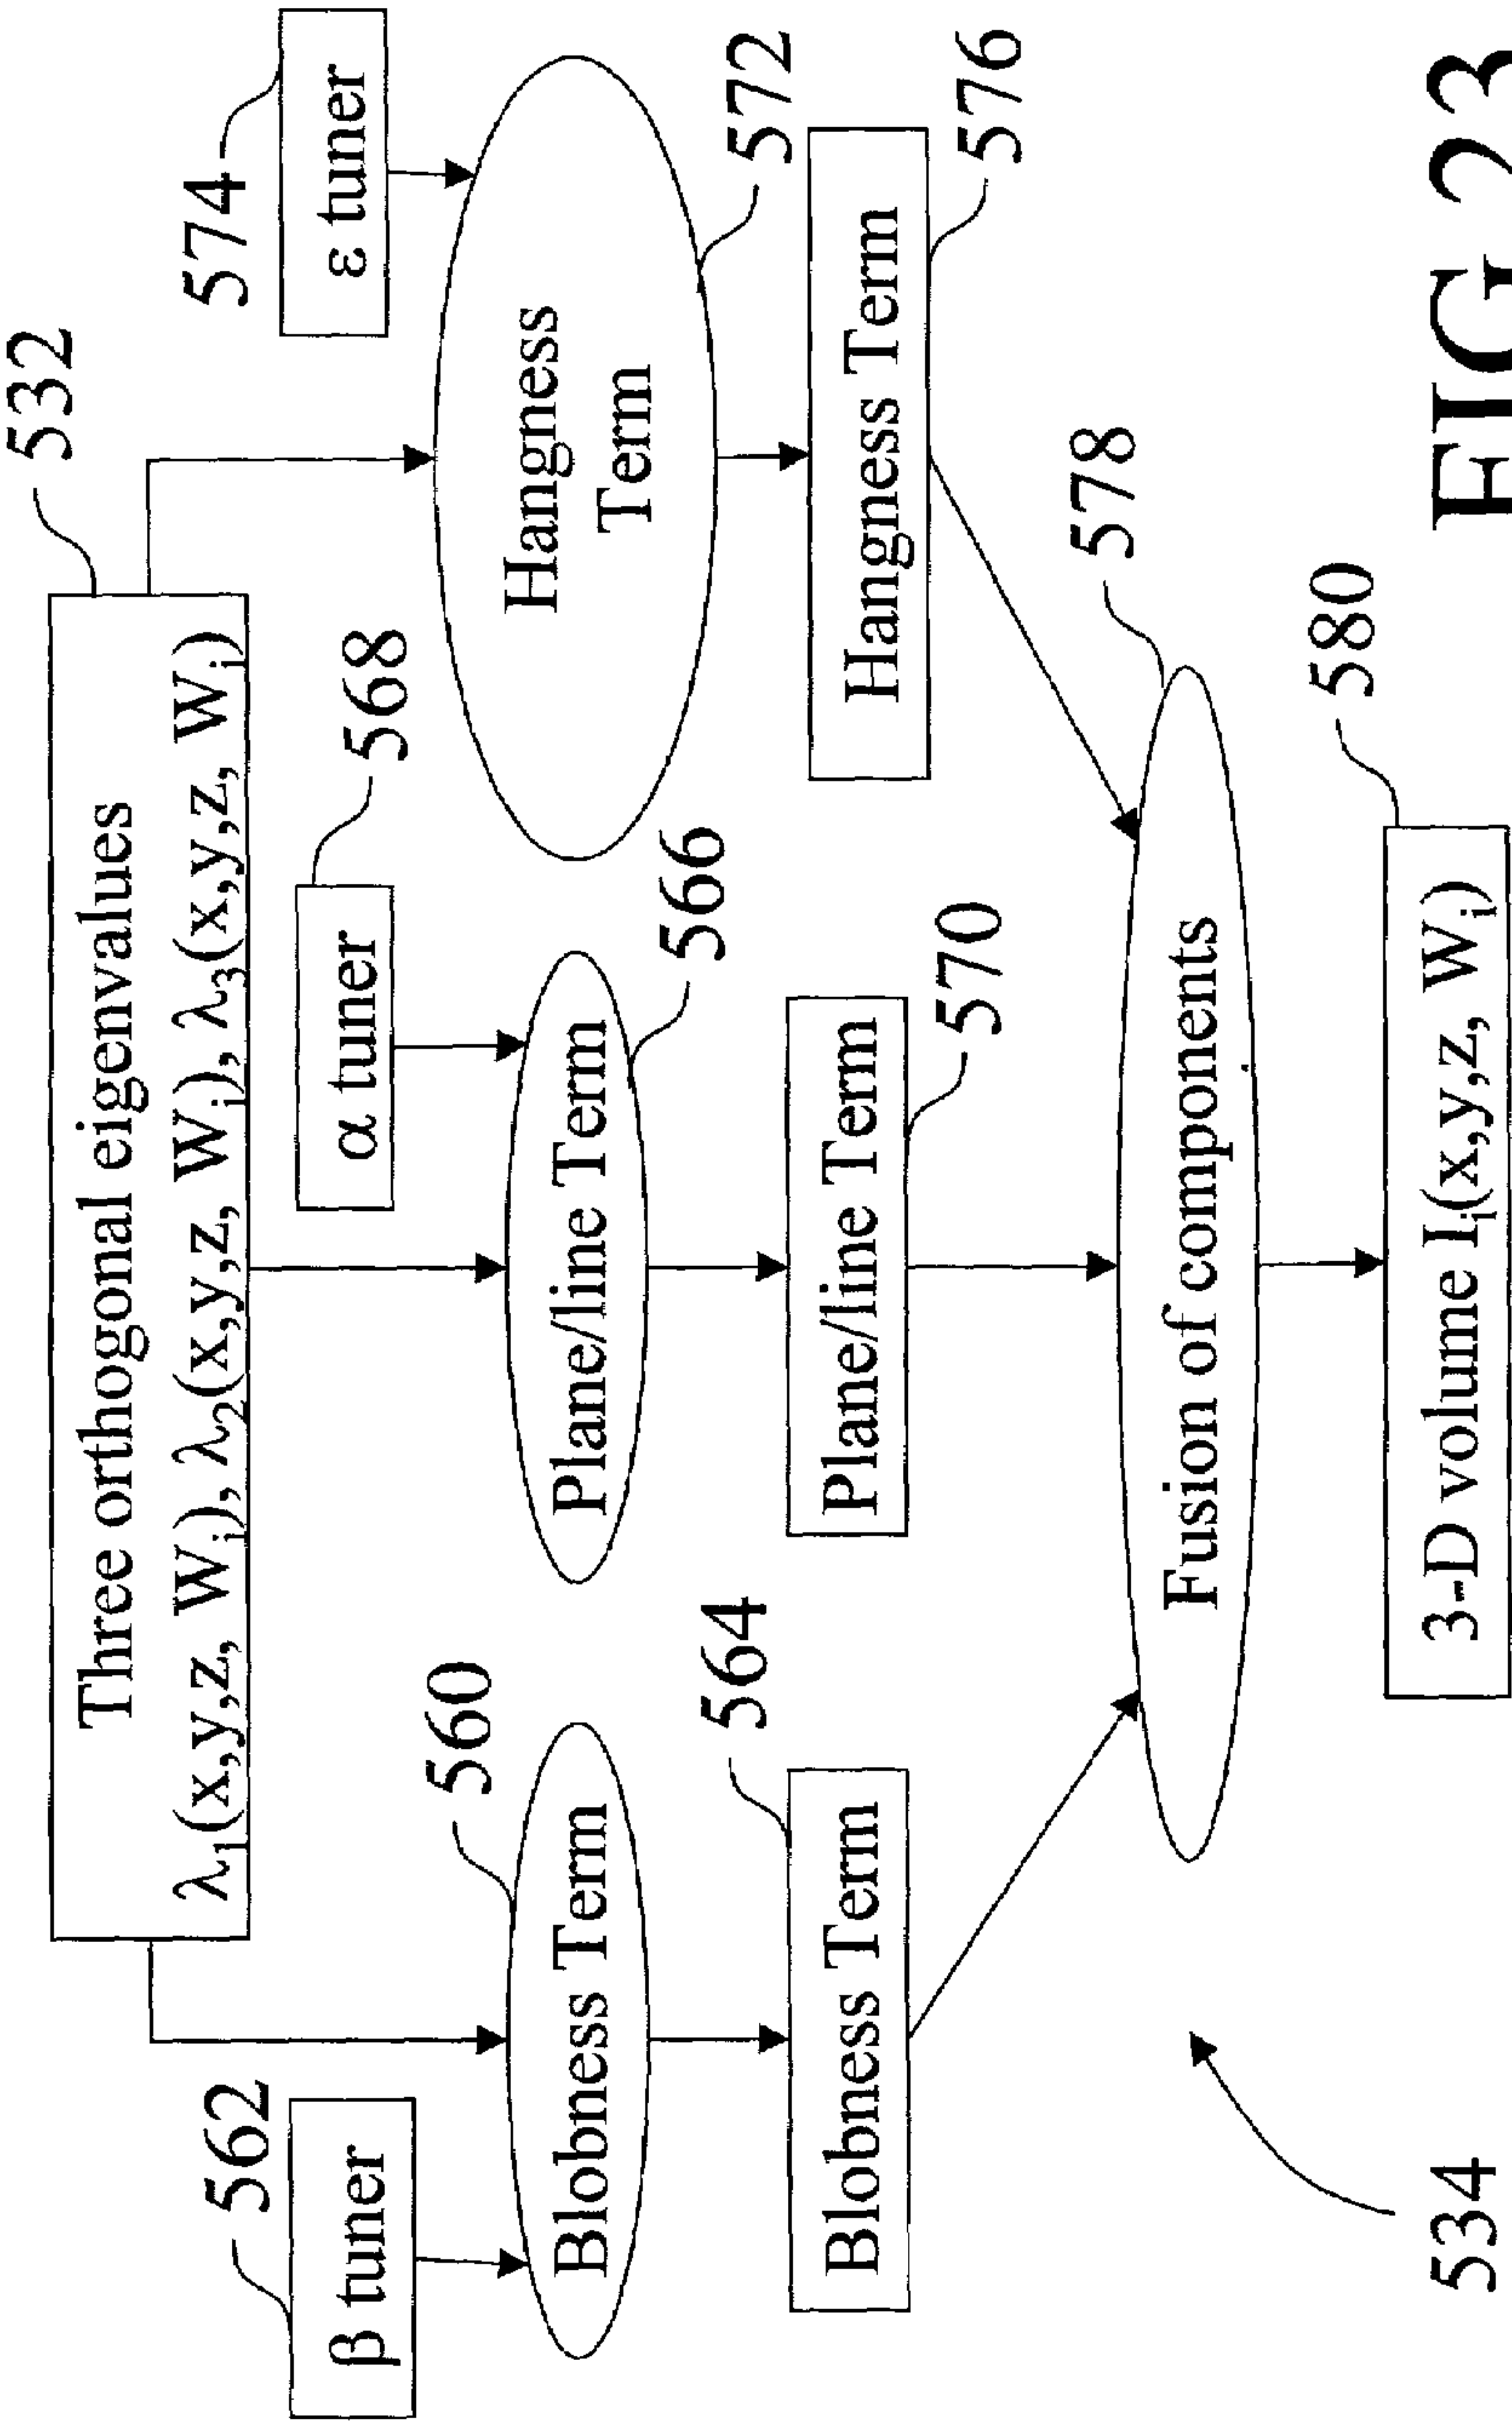 532
Three orthogonal eigenvalues
λ1(x,y,z, Wi), λ2(x,y,z, Wi), λ3(x,y,z, Wi)
562
β tuner
568
α tuner
574
ε tuner
560
Blobness Term
566
Plane/line Term
Hangness
Term
572
564
Blobness Term
570
Plane/line Term
Hangness Term
576
578
Fusion of components
580
3-D volume Ii(x,y,z, Wi)
534
FIG 23